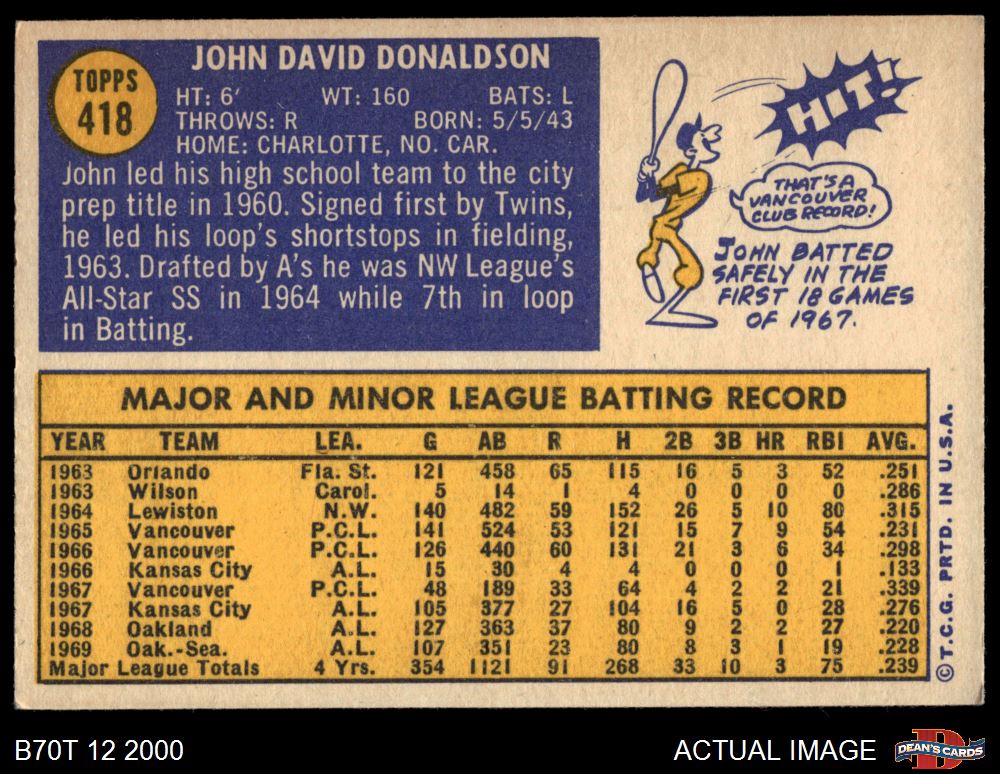 TOPPS
418
JOHN DAVID DONALDSON
HT: 6′ WT: 160 BATS: L
THROWS: R BORN: 5/5/43
HOME: CHARLOTTE, NO. CAR.
John led his high school team to the city
prep title in 1960. Signed first by Twins,
he led his loop's shortstops in fielding,
1963. Drafted by A's he was NW League's
All-Star SS in 1964 while 7th in loop
in Batting.
HIT!
THAT'S A
VANCOUVER
CLUB RECORD!
JOHN BATTED
SAFELY IN THE
FIRST 18 GAMES
OF 1967.
MAJOR AND MINOR LEAGUE BATTING RECORD
YEAR TEAM LEA. G AB R H 2B 3B HR RBI AVG.
1963 Orlando Fla. St. 121 458 65 115 16 5 3 52 .251
1963 Wilson Carol. 5 14 1 4 0 0 0 0 .286
1964 Lewiston N.W. 140 482 59 152 26 5 10 80 .315
1965 Vancouver P.C.L. 141 524 53 121 15 7 9 54 .231
1966 Vancouver P.C.L. 126 440 60 131 21 3 6 34 .298
1966 Kansas City A.L. 15 30 4 4 0 0 0 1 .133
1967 Vancouver P.C.L. 48 189 33 64 4 2 2 21 .339
1967 Kansas City A.L. 105 377 27 104 16 5 0 28 .276
1968 Oakland A.L. 127 363 37 80 9 2 2 27 .220
1969 Oak.-Sea. A.L. 107 351 23 80 8 3 1 19 .228
Major League Totals 4 Yrs. 354 1121 91 268 33 10 3 75 .239
© T.C.G. PRTD. IN U.S.A.
B70T 12 2000
ACTUAL IMAGE
DEAN'S CARDS